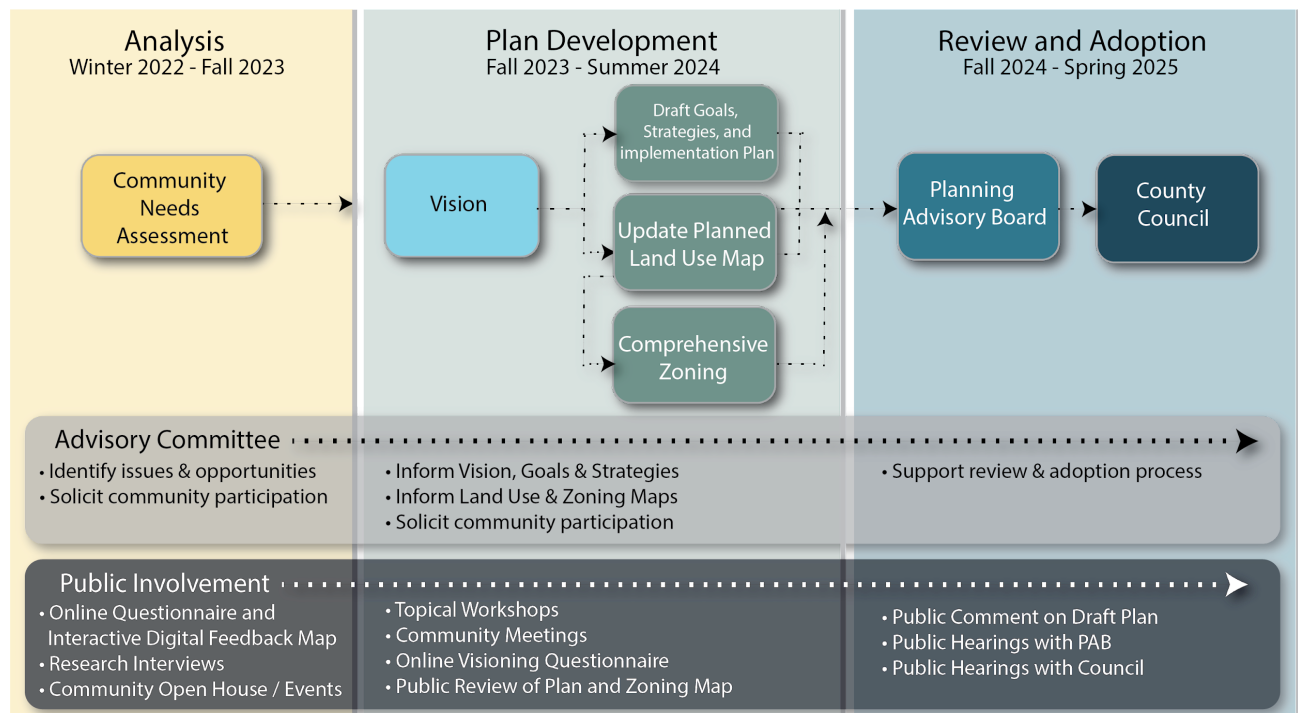 Analysis
Winter 2022 - Fall 2023
Plan Development
Fall 2023 - Summer 2024
Review and Adoption
Fall 2024 - Spring 2025
Community
Needs
Assessment
Vision
Draft Goals,
Strategies, and
implementation Plan
Update Planned
Land Use Map
Comprehensive
Zoning
Planning
Advisory Board
County
Council
Advisory Committee
• Identify issues & opportunities
• Solicit community participation
• Inform Vision, Goals & Strategies
• Inform Land Use & Zoning Maps
• Solicit community participation
• Support review & adoption process
Public Involvement
• Online Questionnaire and
Interactive Digital Feedback Map
• Research Interviews
• Community Open House / Events
• Topical Workshops
• Community Meetings
• Online Visioning Questionnaire
• Public Review of Plan and Zoning Map
• Public Comment on Draft Plan
• Public Hearings with PAB
• Public Hearings with Council